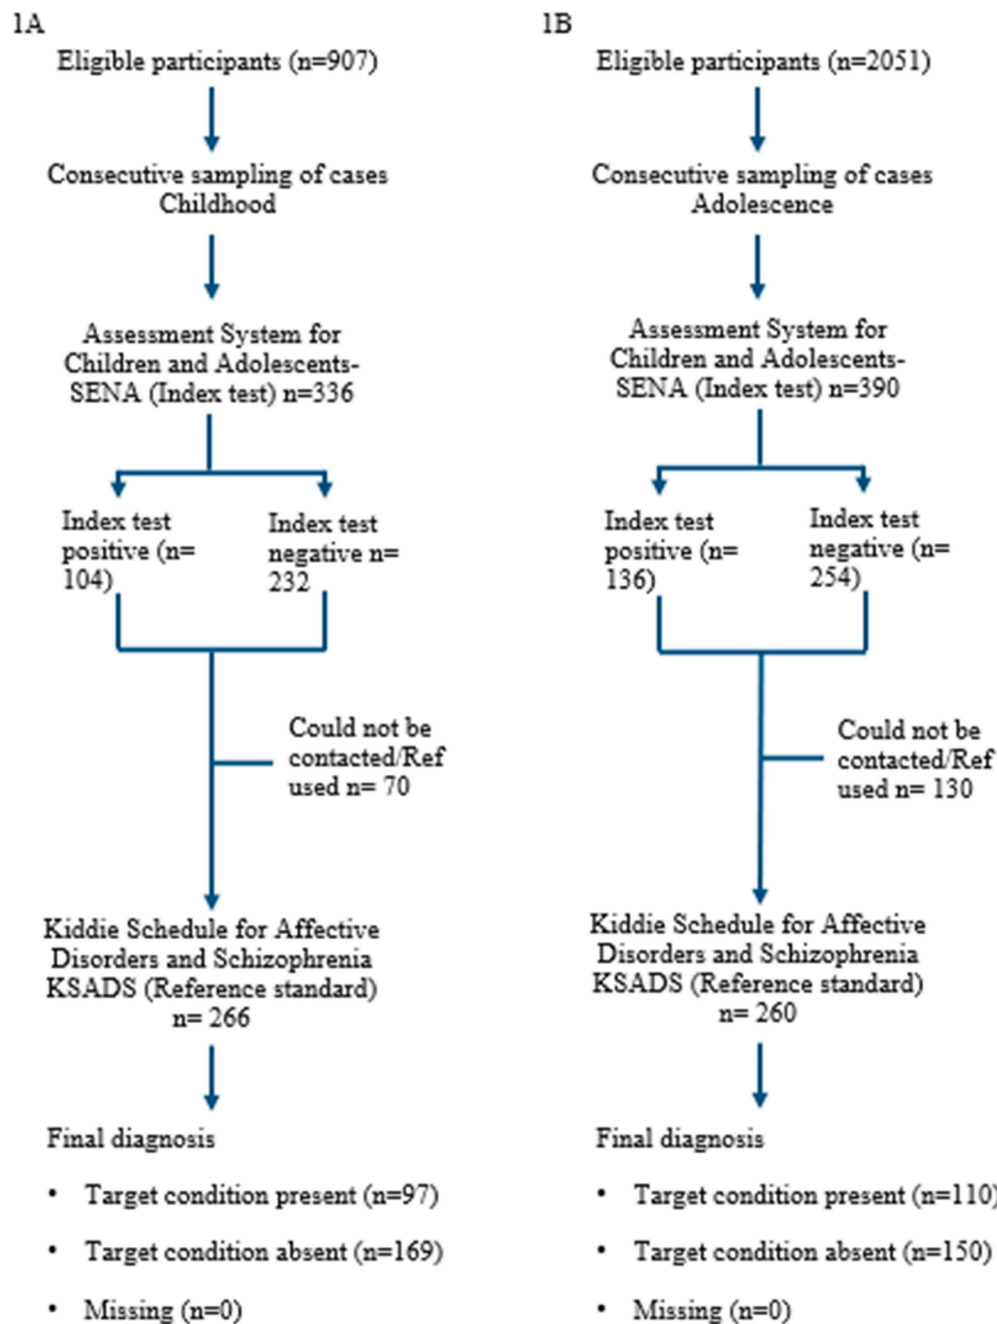 1A
Eligible participants (n=907)
Consecutive sampling of cases
Childhood
Assessment System for
Children and Adolescents-
SENA (Index test) n=336
Index test
positive (n=
104)
Index test
negative n=
232
Could not be
contacted/Ref
used n= 70
Kiddie Schedule for Affective
Disorders and Schizophrenia
KSADS (Reference standard)
n= 266
Final diagnosis
• Target condition present (n=97)
• Target condition absent (n=169)
• Missing (n=0)
1B
Eligible participants (n=2051)
Consecutive sampling of cases
Adolescence
Assessment System for
Children and Adolescents-
SENA (Index test) n=390
Index test
positive (n=
136)
Index test
negative (n=
254)
Could not be
contacted/Ref
used n= 130
Kiddie Schedule for Affective
Disorders and Schizophrenia
KSADS (Reference standard)
n= 260
Final diagnosis
• Target condition present (n=110)
• Target condition absent (n=150)
• Missing (n=0)